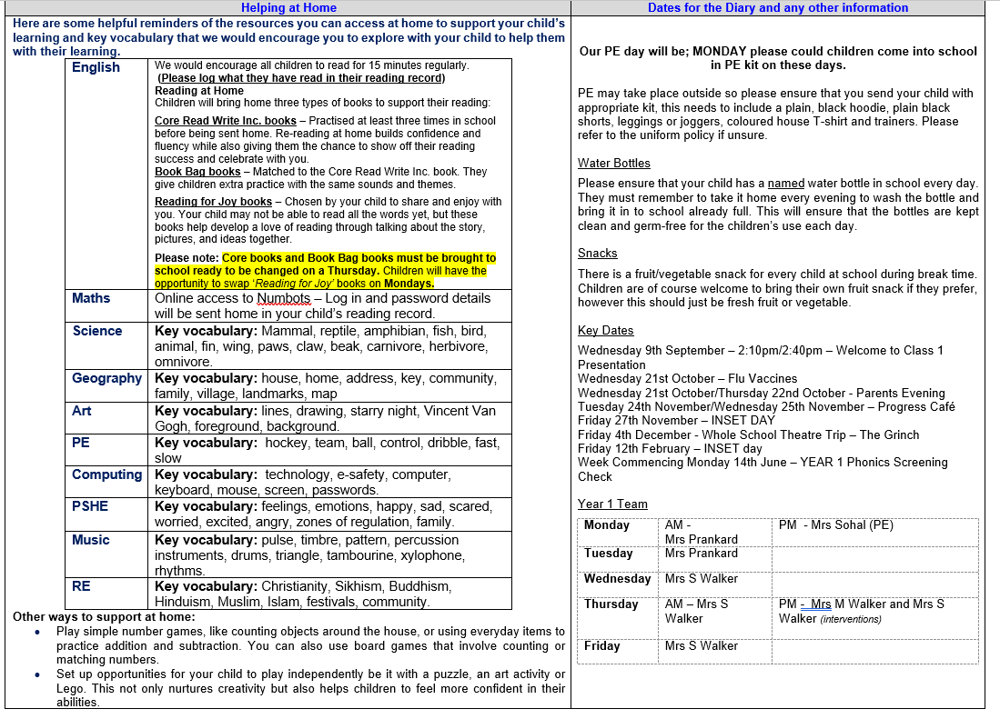 Helping at Home
Here are some helpful reminders of the resources you can access at home to support your child's
learning and key vocabulary that we would encourage you to explore with your child to help them
with their learning.
English
We would encourage all children to read for 15 minutes regularly.
(Please log what they have read in their reading record)
Reading at Home
Children will bring home three types of books to support their reading:
Core Read Write Inc. books – Practised at least three times in school
before being sent home. Re-reading at home builds confidence and
fluency while also giving them the chance to show off their reading
success and celebrate with you.
Book Bag books – Matched to the Core Read Write Inc. book. They
give children extra practice with the same sounds and themes.
Reading for Joy books – Chosen by your child to share and enjoy with
you. Your child may not be able to read all the words yet, but these
books help develop a love of reading through talking about the story,
pictures, and ideas together.
Please note: Core books and Book Bag books must be brought to
school ready to be changed on a Thursday. Children will have the
opportunity to swap 'Reading for Joy' books on Mondays.
Maths
Online access to Numbots – Log in and password details
will be sent home in your child's reading record.
Science
Key vocabulary: Mammal, reptile, amphibian, fish, bird,
animal, fin, wing, paws, claw, beak, carnivore, herbivore,
omnivore.
Geography
Key vocabulary: house, home, address, key, community,
family, village, landmarks, map
Art
Key vocabulary: lines, drawing, starry night, Vincent Van
Gogh, foreground, background.
PE
Key vocabulary: hockey, team, ball, control, dribble, fast,
slow
Computing
Key vocabulary: technology, e-safety, computer,
keyboard, mouse, screen, passwords.
PSHE
Key vocabulary: feelings, emotions, happy, sad, scared,
worried, excited, angry, zones of regulation, family.
Music
Key vocabulary: pulse, timbre, pattern, percussion
instruments, drums, triangle, tambourine, xylophone,
rhythms.
RE
Key vocabulary: Christianity, Sikhism, Buddhism,
Hinduism, Muslim, Islam, festivals, community.
Other ways to support at home:
• Play simple number games, like counting objects around the house, or using everyday items to
practice addition and subtraction. You can also use board games that involve counting or
matching numbers.
• Set up opportunities for your child to play independently be it with a puzzle, an art activity or
Lego. This not only nurtures creativity but also helps children to feel more confident in their
abilities.
Dates for the Diary and any other information
Our PE day will be; MONDAY please could children come into school
in PE kit on these days.
PE may take place outside so please ensure that you send your child with
appropriate kit, this needs to include a plain, black hoodie, plain black
shorts, leggings or joggers, coloured house T-shirt and trainers. Please
refer to the uniform policy if unsure.
Water Bottles
Please ensure that your child has a named water bottle in school every day.
They must remember to take it home every evening to wash the bottle and
bring it in to school already full. This will ensure that the bottles are kept
clean and germ-free for the children's use each day.
Snacks
There is a fruit/vegetable snack for every child at school during break time.
Children are of course welcome to bring their own fruit snack if they prefer,
however this should just be fresh fruit or vegetable.
Key Dates
Wednesday 9th September – 2:10pm/2:40pm – Welcome to Class 1
Presentation
Wednesday 21st October – Flu Vaccines
Wednesday 21st October/Thursday 22nd October - Parents Evening
Tuesday 24th November/Wednesday 25th November – Progress Café
Friday 27th November – INSET DAY
Friday 4th December - Whole School Theatre Trip – The Grinch
Friday 12th February – INSET day
Week Commencing Monday 14th June – YEAR 1 Phonics Screening
Check
Year 1 Team
Monday
AM -
Mrs Prankard
PM - Mrs Sohal (PE)
Tuesday
Mrs Prankard
Wednesday
Mrs S Walker
Thursday
AM – Mrs S
Walker
PM - Mrs M Walker and Mrs S
Walker (interventions)
Friday
Mrs S Walker